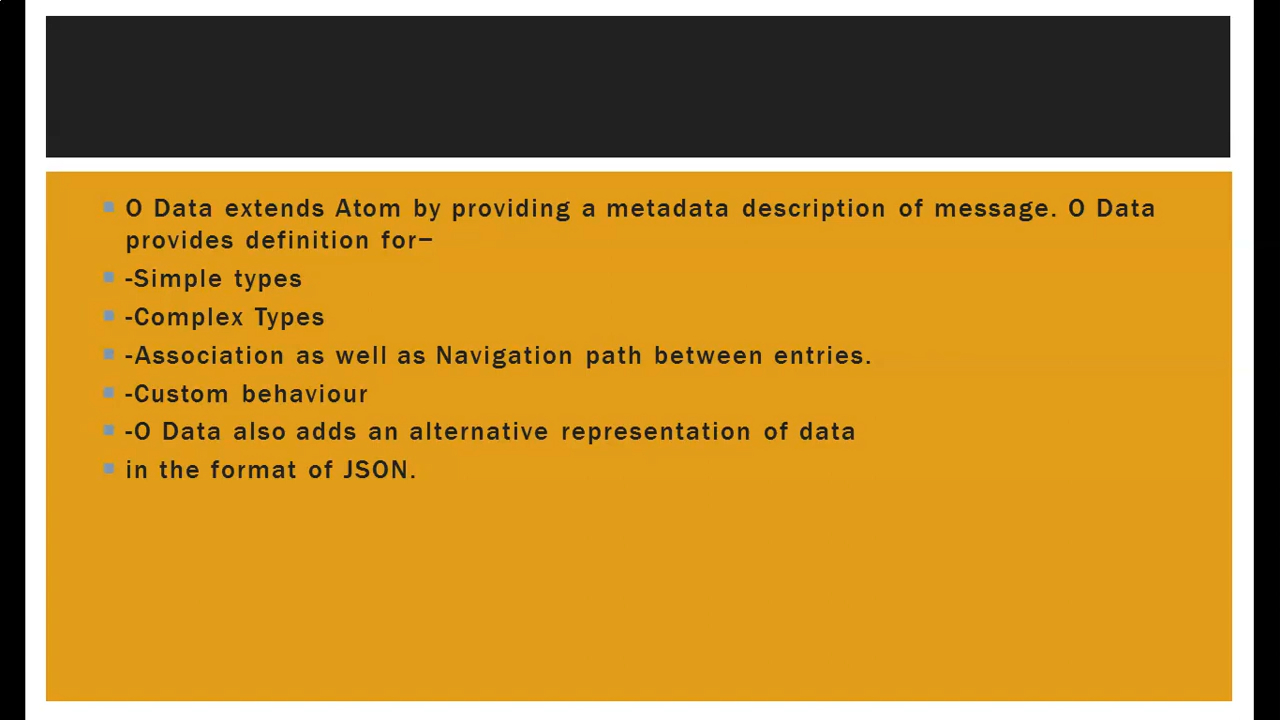 O Data extends Atom by providing a metadata description of message. O Data
provides definition for–
-Simple types
-Complex Types
-Association as well as Navigation path between entries.
-Custom behaviour
-O Data also adds an alternative representation of data
in the format of JSON.